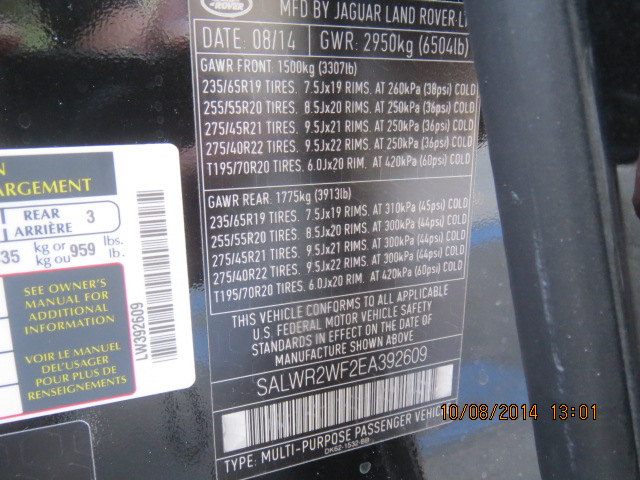 ROVER
MFD BY JAGUAR LAND ROVER-L
DATE: 08/14 GWR: 2950kg (6504lb)
GAWR FRONT: 1500kg (3307lb)
235/65R19 TIRES. 7.5Jx19 RIMS. AT 260kPa (38psi) COLD
255/55R20 TIRES. 8.5Jx20 RIMS. AT 250kPa (36psi) COLD
275/45R21 TIRES. 9.5Jx21 RIMS. AT 250kPa (36psi) COLD
275/40R22 TIRES. 9.5Jx22 RIMS. AT 250kPa (36psi) COLD
T195/70R20 TIRES. 6.0Jx20 RIM. AT 420kPa (60psi) COLD
GAWR REAR: 1775kg (3913lb)
235/65R19 TIRES. 7.5Jx19 RIMS. AT 310kPa (45psi) COLD
255/55R20 TIRES. 8.5Jx20 RIMS. AT 300kPa (44psi) COLD
275/45R21 TIRES. 9.5Jx21 RIMS. AT 300kPa (44psi) COLD
275/40R22 TIRES. 9.5Jx22 RIMS. AT 300kPa (44psi) COLD
T195/70R20 TIRES. 6.0Jx20 RIM. AT 420kPa (60psi) COLD
THIS VEHICLE CONFORMS TO ALL APPLICABLE
U.S. FEDERAL MOTOR VEHICLE SAFETY
STANDARDS IN EFFECT ON THE DATE OF
MANUFACTURE SHOWN ABOVE.
SALWR2WF2EA392609
TYPE: MULTI-PURPOSE PASSENGER VEHIC
DK62-1532-BB
ARGEMENT
REAR 3
ARRIÈRE
35 kg or 959 lbs.
kg ou lb.
SEE OWNER'S
MANUAL FOR
ADDITIONAL
INFORMATION
VOIR LE MANUEL
DE L'USAGER
POUR PLUS DE
RENSEIGNEMENTS
LW392609
10/08/2014 13:01